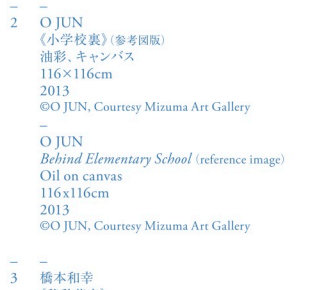 – –
2 O JUN
《小学校裏》（参考図版）
油彩、キャンバス
116×116cm
2013
©O JUN, Courtesy Mizuma Art Gallery
–
O JUN
Behind Elementary School （reference image）
Oil on canvas
116x116cm
2013
©O JUN, Courtesy Mizuma Art Gallery
– –
3 橋本和幸